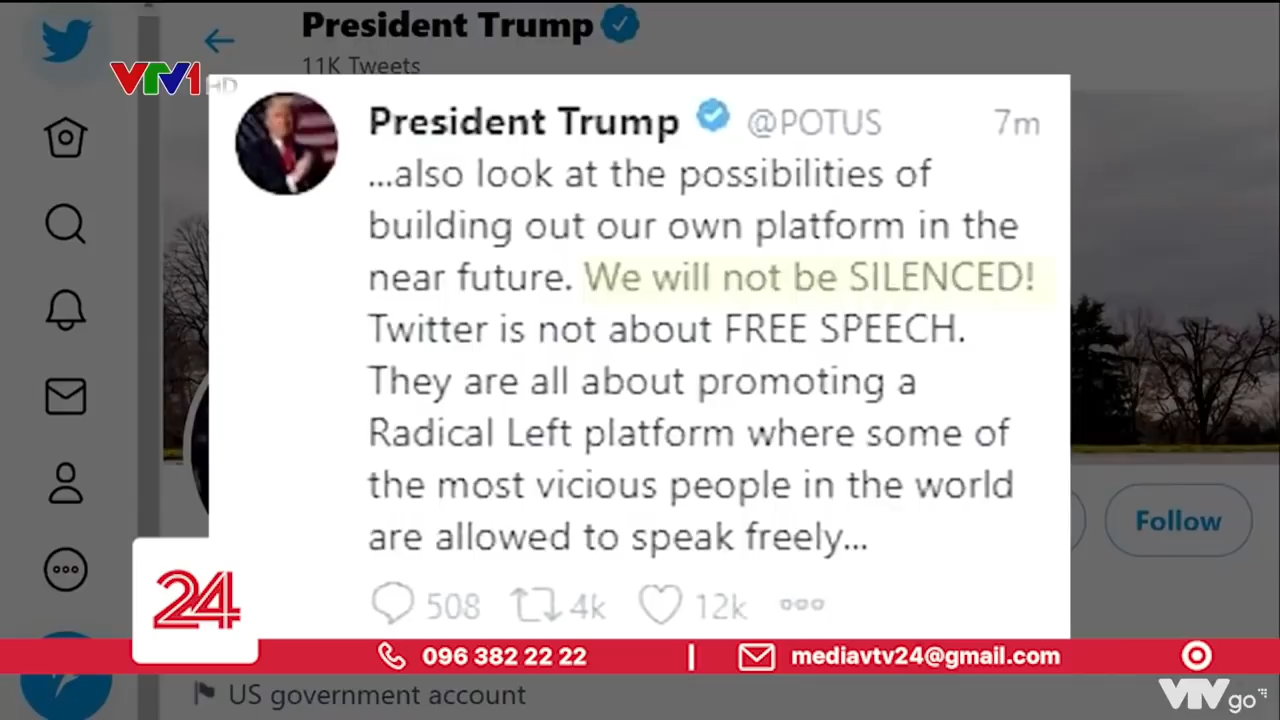 President Trump
11K Tweets
VTV1 HD
President Trump @POTUS 7m
...also look at the possibilities of
building out our own platform in the
near future. We will not be SILENCED!
Twitter is not about FREE SPEECH.
They are all about promoting a
Radical Left platform where some of
the most vicious people in the world
are allowed to speak freely...
508 4k 12k
Follow
24
096 382 22 22 | mediavtv24@gmail.com
US government account
VTV go